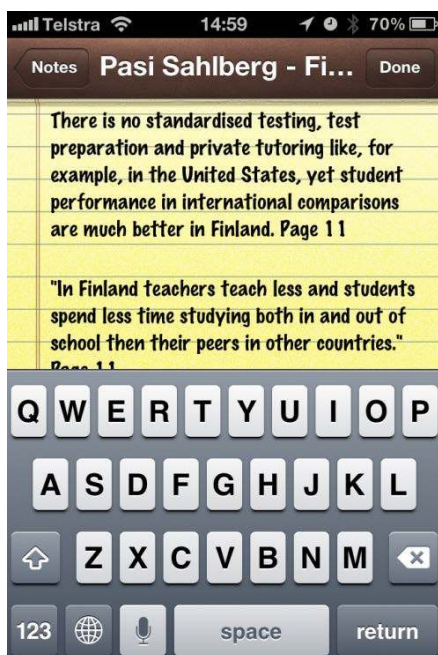 Telstra 14:59 70%
Notes Pasi Sahlberg - Fi... Done
There is no standardised testing, test
preparation and private tutoring like, for
example, in the United States, yet student
performance in international comparisons
are much better in Finland. Page 11
"In Finland teachers teach less and students
spend less time studying both in and out of
school then their peers in other countries."
Page 11
Q W E R T Y U I O P
A S D F G H J K L
Z X C V B N M
123 space return